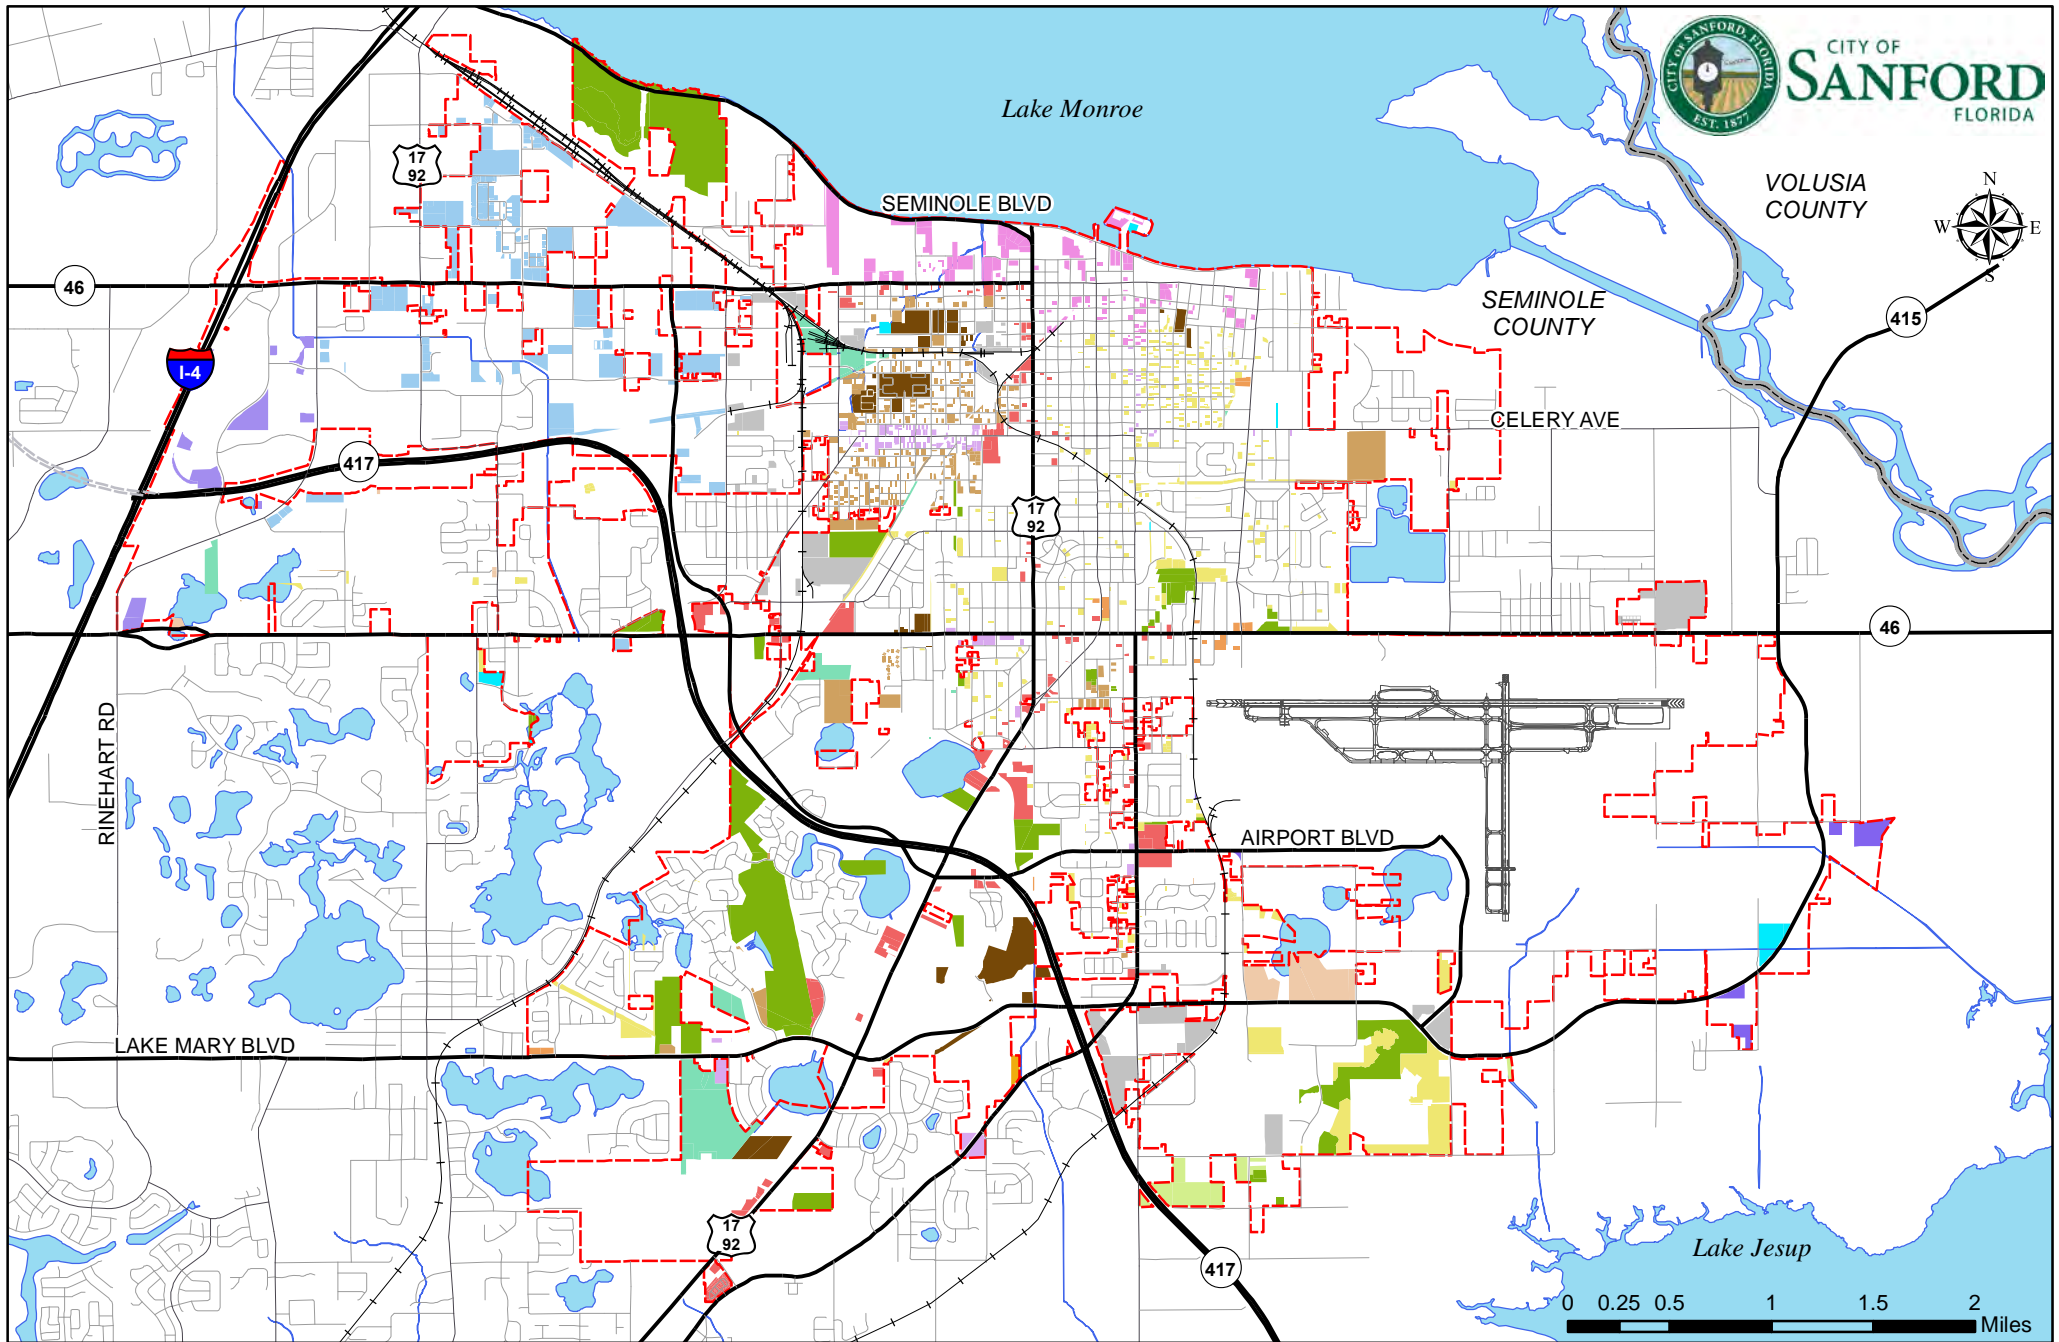 CITY OF SANFORD, FLORIDA
EST. 1877
CITY OF
SANFORD
FLORIDA
Lake Monroe
17
92
VOLUSIA
COUNTY
N
W
E
S
SEMINOLE BLVD
46
SEMINOLE
COUNTY
415
I-4
CELERY AVE
417
17
92
46
RINEHART RD
AIRPORT BLVD
LAKE MARY BLVD
17
92
417
Lake Jesup
0 0.25 0.5 1 1.5 2
Miles